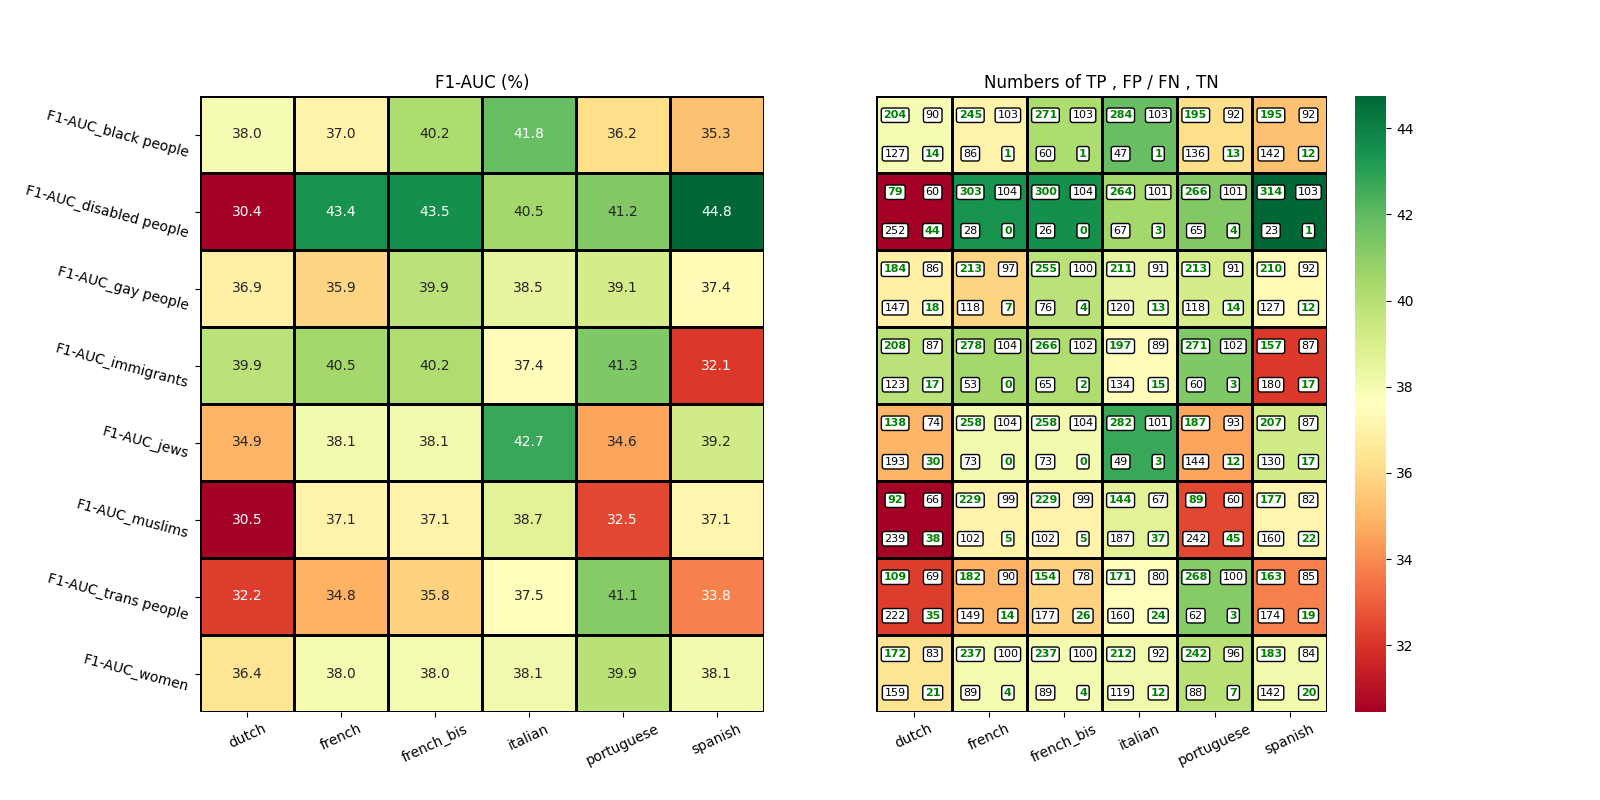 F1-AUC (%)
Numbers of TP , FP / FN , TN
F1-AUC_black people 38.0 37.0 40.2 41.8 36.2 35.3
204 90 245 103 271 103 284 103 195 92 195 92
127 14 86 1 60 1 47 1 136 13 142 12
F1-AUC_disabled people 30.4 43.4 43.5 40.5 41.2 44.8
79 60 303 104 300 104 264 101 266 101 314 103
252 44 28 0 26 0 67 3 65 4 23 1
F1-AUC_gay people 36.9 35.9 39.9 38.5 39.1 37.4
184 86 213 97 255 100 211 91 213 91 210 92
147 18 118 7 76 4 120 13 118 14 127 12
F1-AUC_immigrants 39.9 40.5 40.2 37.4 41.3 32.1
208 87 278 104 266 102 197 89 271 102 157 87
123 17 53 0 65 2 134 15 60 3 180 17
F1-AUC_jews 34.9 38.1 38.1 42.7 34.6 39.2
138 74 258 104 258 104 282 101 187 93 207 87
193 30 73 0 73 0 49 3 144 12 130 17
F1-AUC_muslims 30.5 37.1 37.1 38.7 32.5 37.1
92 66 229 99 229 99 144 67 89 60 177 82
239 38 102 5 102 5 187 37 242 45 160 22
F1-AUC_trans people 32.2 34.8 35.8 37.5 41.1 33.8
109 69 182 90 154 78 171 80 268 100 163 85
222 35 149 14 177 26 160 24 62 3 174 19
F1-AUC_women 36.4 38.0 38.0 38.1 39.9 38.1
172 83 237 100 237 100 212 92 242 96 183 84
159 21 89 4 89 4 119 12 88 7 142 20
dutch french french_bis italian portuguese spanish
dutch french french_bis italian portuguese spanish
44
42
40
38
36
34
32